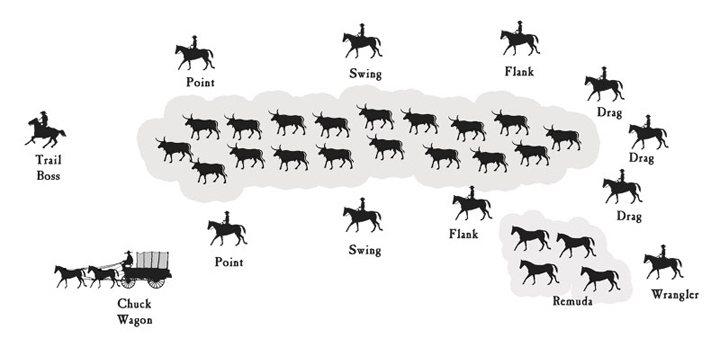 Point
Swing
Flank
Drag
Trail
Boss
Drag
Drag
Point
Swing
Flank
Chuck
Wagon
Remuda
Wrangler